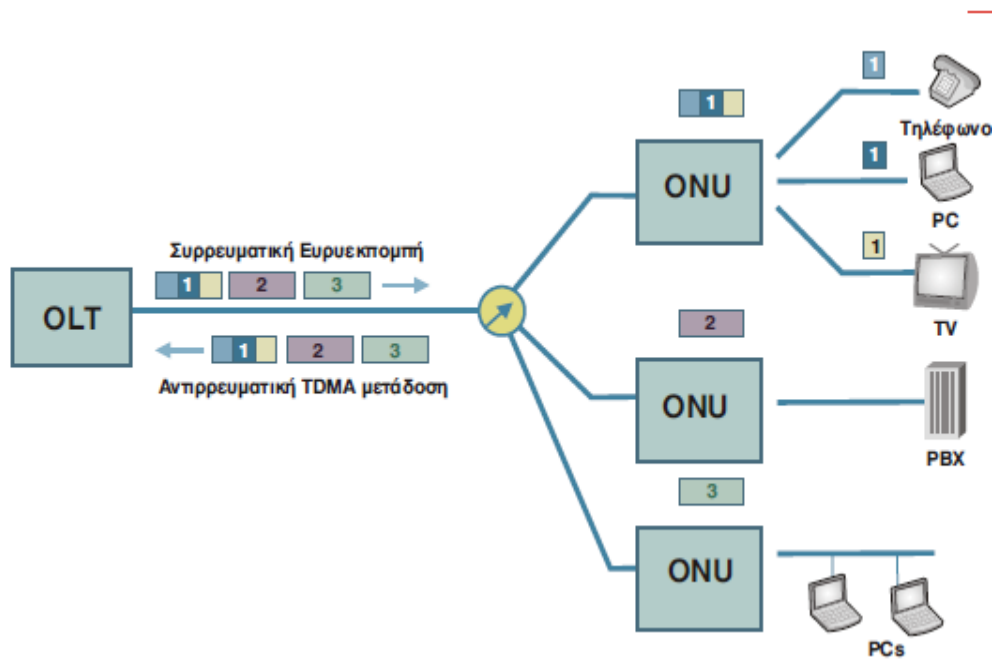 1
1
Τηλέφωνο
ONU
1
PC
Συρρευματική Ευρυεκπομπή
1
1 2 3
TV
OLT
2
1 2 3
Αντιρρευματική TDMA μετάδοση
ONU
PBX
3
ONU
PCs